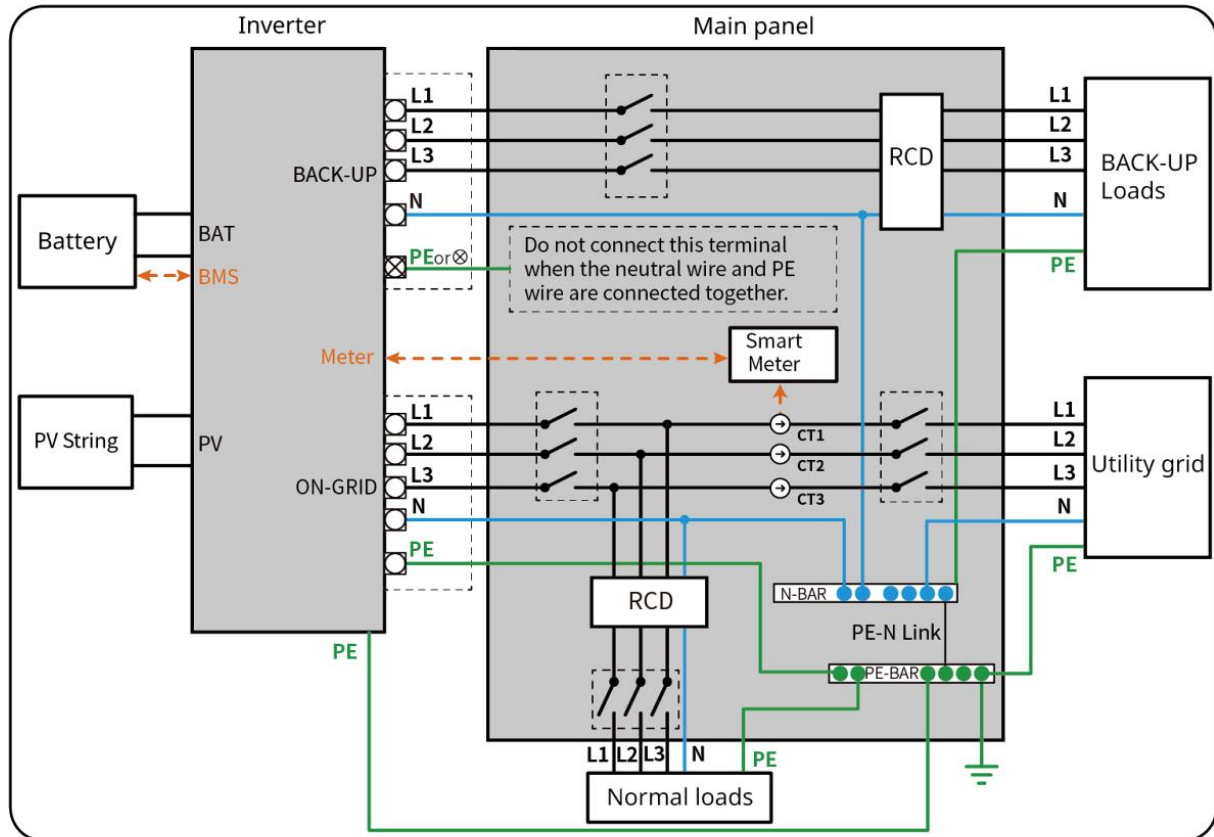 Inverter
Main panel
L1
L2
L3
BACK-UP
N
PEor⊗
RCD
L1
L2
L3
N
PE
BACK-UP
Loads
Battery
BAT
BMS
Do not connect this terminal
when the neutral wire and PE
wire are connected together.
Meter
Smart
Meter
PV String
PV
L1
L2
L3
ON-GRID
N
PE
CT1
CT2
CT3
L1
L2
L3
N
PE
Utility grid
N-BAR
RCD
PE-N Link
PE
PE-BAR
L1
L2
L3
N
PE
Normal loads